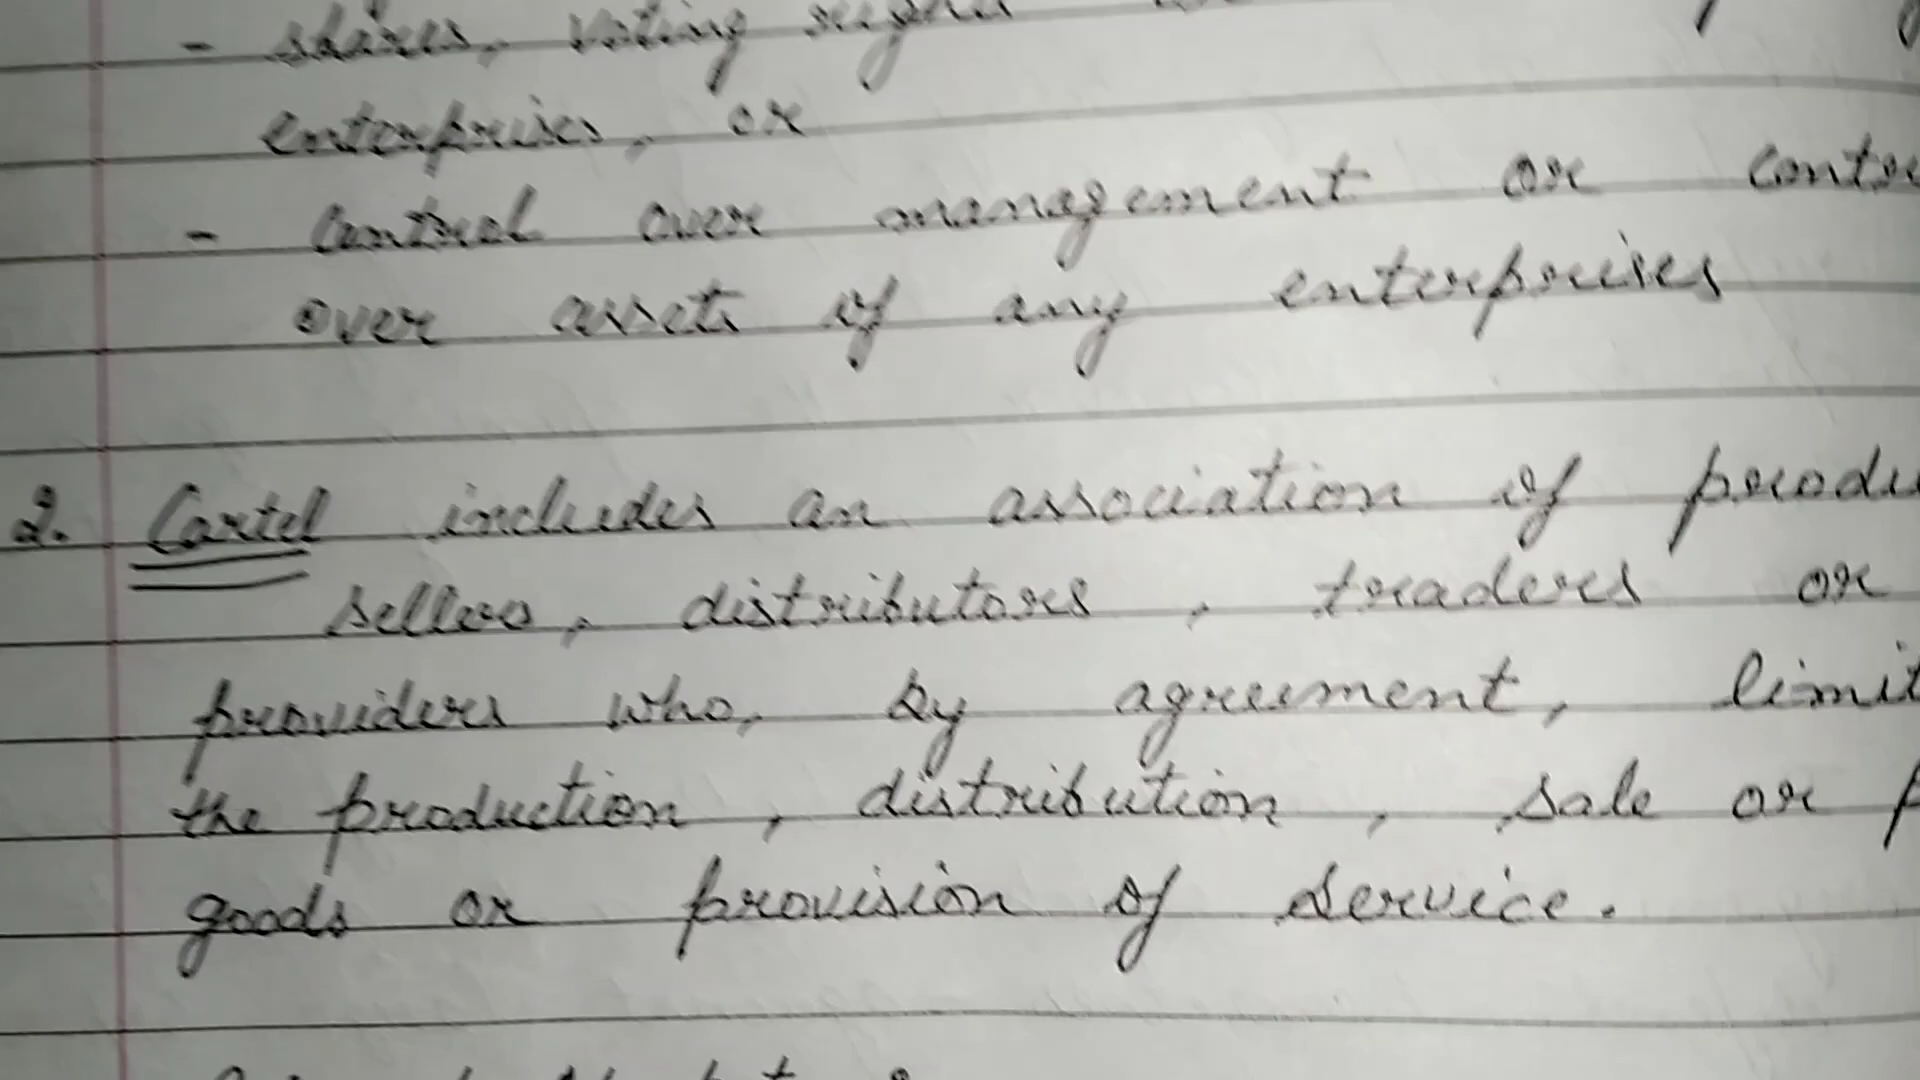 - shares, voting
enterprises, or
- Control over management or
over assets of any enterprises
2. Cartel includes an association of
sellers, distributors, traders or
providers who, by agreement, limit
the production, distribution, sale or
goods or provision of service.